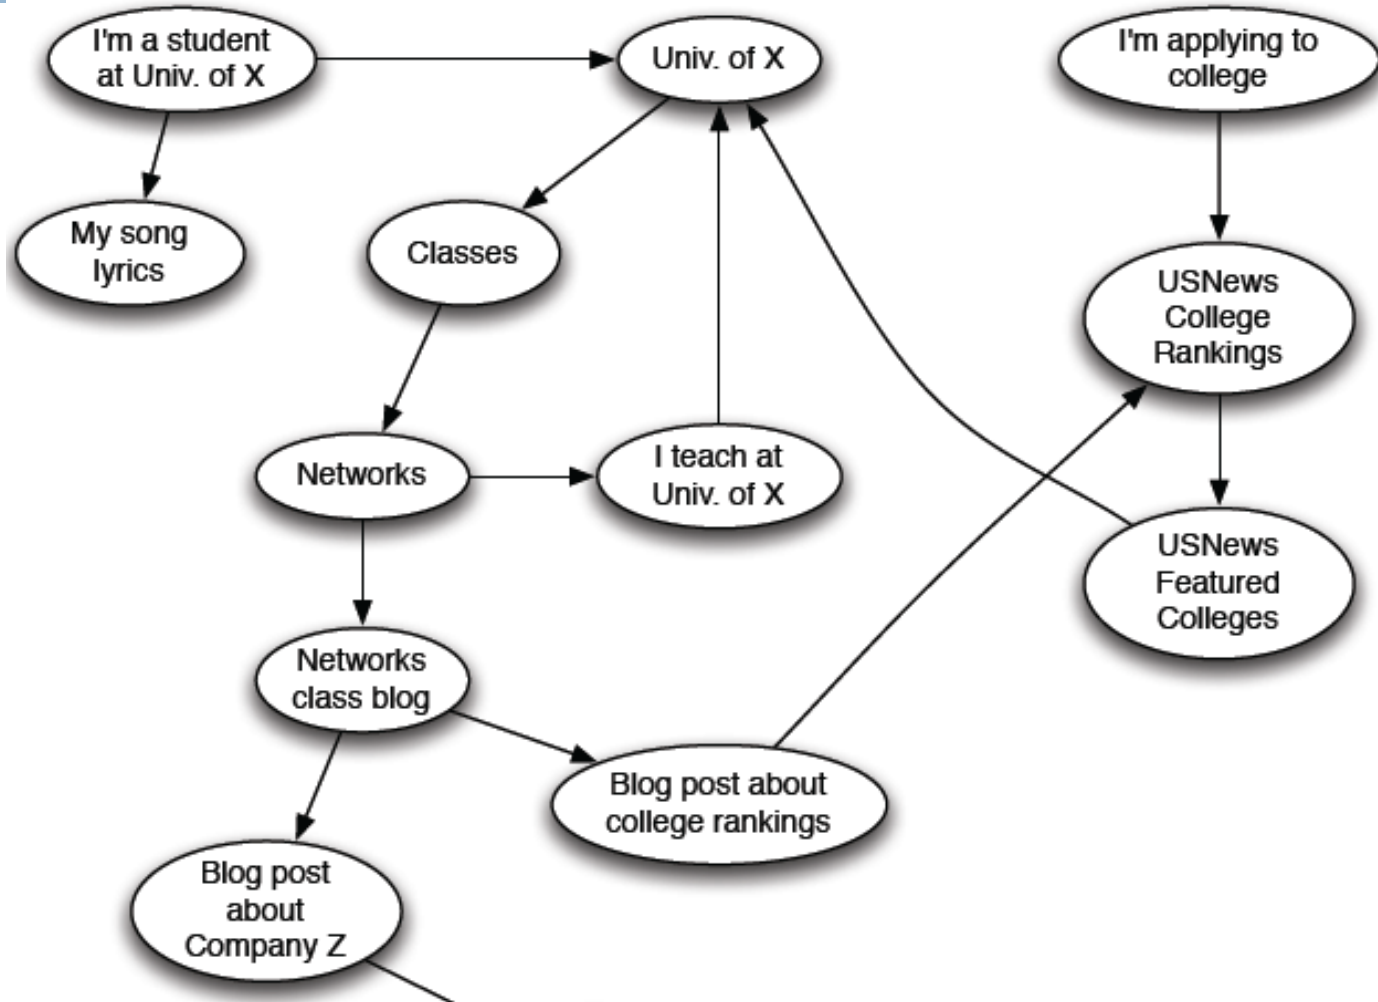 I'm a student
at Univ. of X
Univ. of X
I'm applying to
college
My song
lyrics
Classes
USNews
College
Rankings
Networks
I teach at
Univ. of X
USNews
Featured
Colleges
Networks
class blog
Blog post about
college rankings
Blog post
about
Company Z